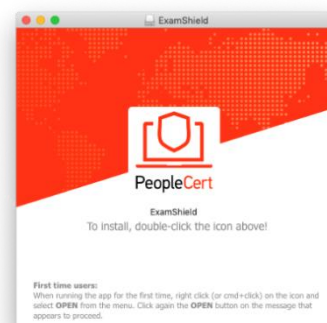 ExamShield
PeopleCert
ExamShield
To install, double-click the icon above!
First time users:
When running the app for the first time, right click (or cmd+click) on the icon and
select OPEN from the menu. Click again the OPEN button on the message that
appears to proceed.